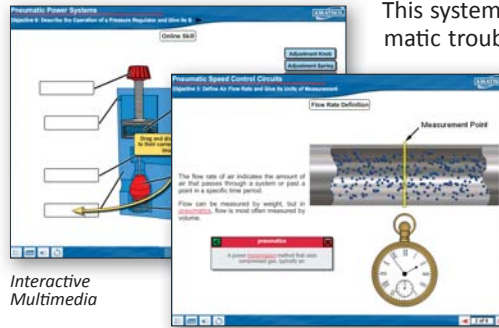 This system
matic troub
Pneumatic Power Systems
AMATROL
Objective 6: Describe the Operation of a Pressure Regulator and Give Its S
Online Skill
Adjustment Knob
Adjustment Spring
Drag and
to their
Pneumatic Speed Control Circuits
Objective 3: Define Air Flow Rate and Give Its Units of Measurement
Flow Rate Definition
Measurement Point
The flow rate of air indicates the amount of
air that passes through a system or past a
point in a specific time period.
Flow can be measured by weight, but in
pneumatics, flow is most often measured by
volume.
pneumatics
A power transmission method that uses
compressed gas, typically air.
Interactive
Multimedia
2 of 8